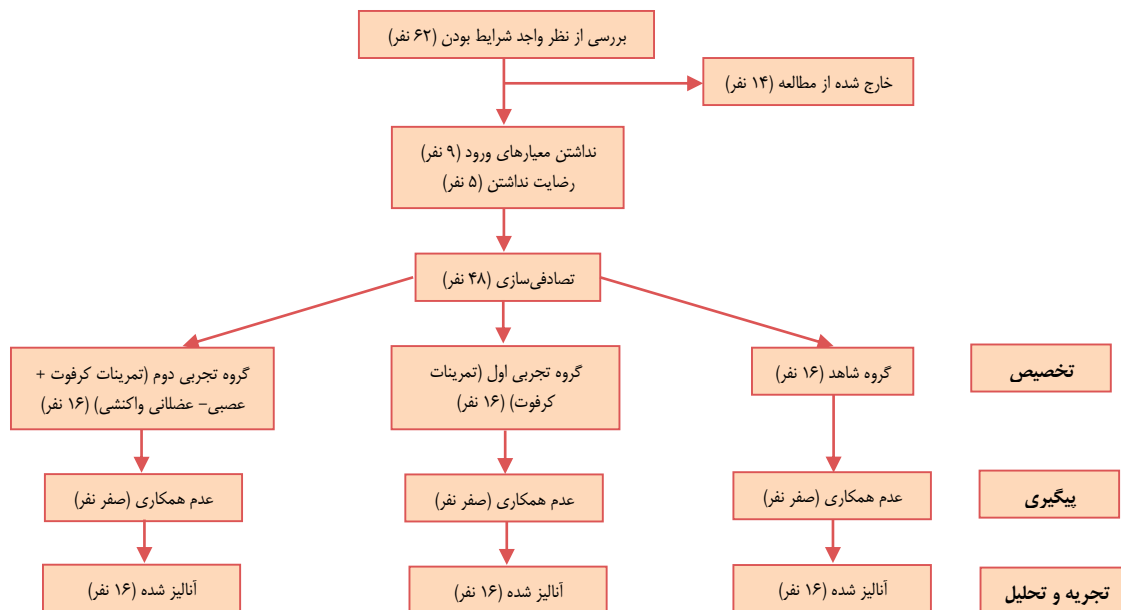 بررسی از نظر واجد شرایط بودن (۶۲ نفر)
خارج شده از مطالعه (۱۴ نفر)
نداشتن معیارهای ورود (۹ نفر)
رضایت نداشتن (۵ نفر)
تصادفی‌سازی (۴۸ نفر)
تخصیص
گروه شاهد (۱۶ نفر)
گروه تجربی اول (تمرینات
کرفوت) (۱۶ نفر)
گروه تجربی دوم (تمرینات کرفوت +
عصبی– عضلانی واکنشی) (۱۶ نفر)
پیگیری
عدم همکاری (صفر نفر)
عدم همکاری (صفر نفر)
عدم همکاری (صفر نفر)
تجریه و تحلیل
آنالیز شده (۱۶ نفر)
آنالیز شده (۱۶ نفر)
آنالیز شده (۱۶ نفر)